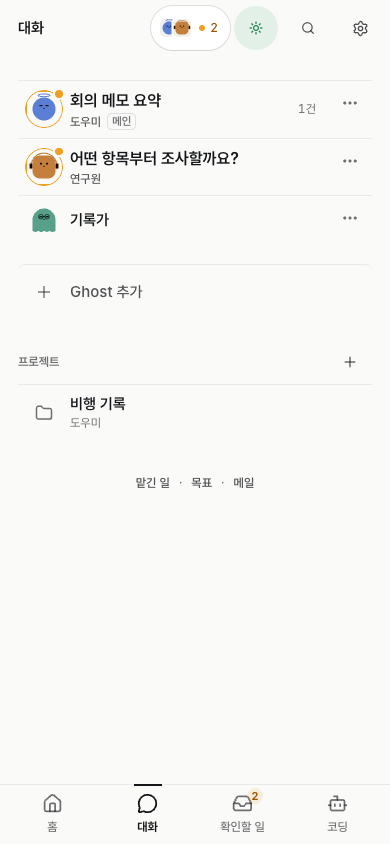 대화
2
회의 메모 요약
도우미 메인
1건
어떤 항목부터 조사할까요?
연구원
기록가
Ghost 추가
프로젝트
비행 기록
도우미
맡긴 일 · 목표 · 메일
홈
대화
2
확인할 일
코딩